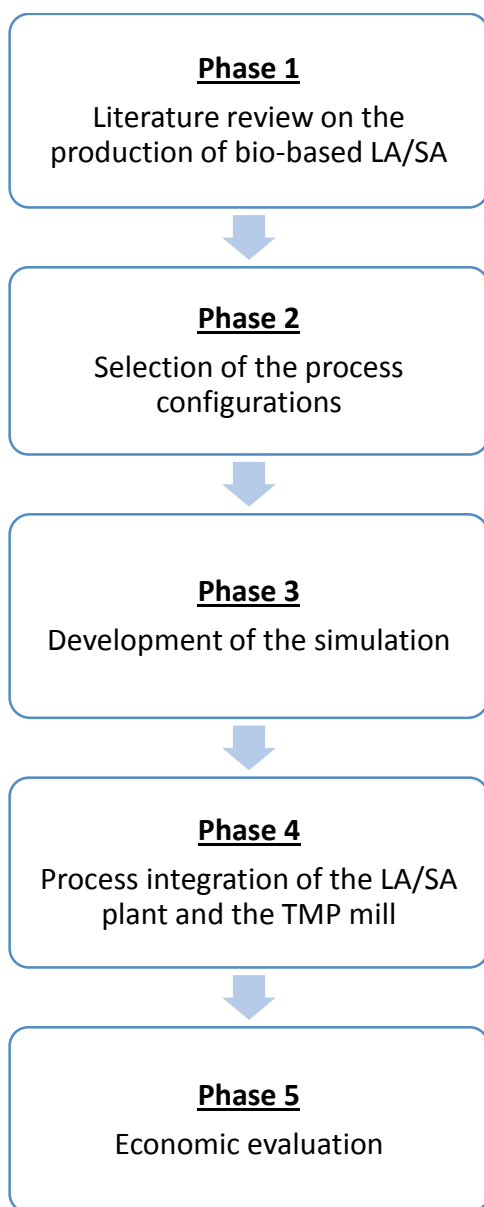 Phase 1
Literature review on the
production of bio-based LA/SA
Phase 2
Selection of the process
configurations
Phase 3
Development of the simulation
Phase 4
Process integration of the LA/SA
plant and the TMP mill
Phase 5
Economic evaluation